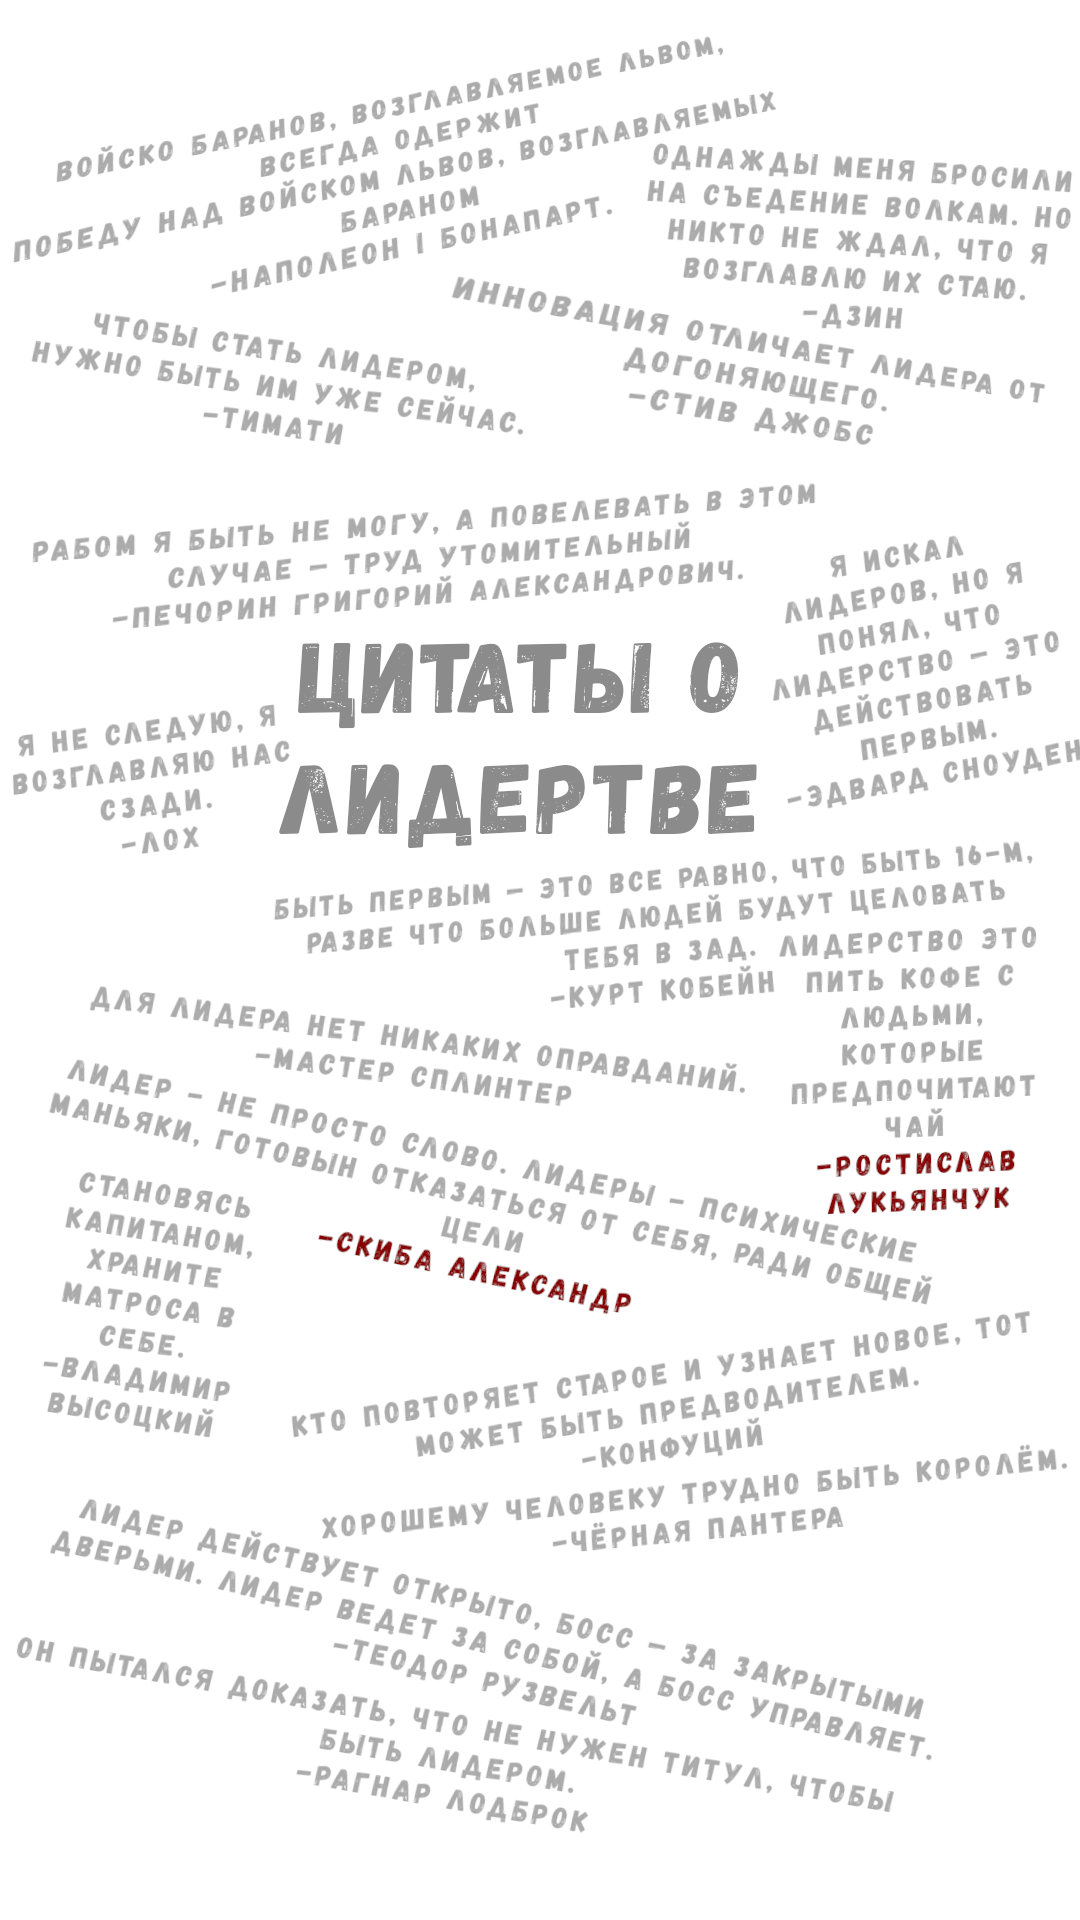 ВОЙСКО БАРАНОВ, ВОЗГЛАВЛЯЕМОЕ ЛЬВОМ,
ВСЕГДА ОДЕРЖИТ
ПОБЕДУ НАД ВОЙСКОМ ЛЬВОВ, ВОЗГЛАВЛЯЕМЫХ
БАРАНОМ
-НАПОЛЕОН I БОНАПАРТ.
ОДНАЖДЫ МЕНЯ БРОСИЛИ
НА СЪЕДЕНИЕ ВОЛКАМ. НО
НИКТО НЕ ЖДАЛ, ЧТО Я
ВОЗГЛАВЛЮ ИХ СТАЮ.
-ДЗИН
ИННОВАЦИЯ ОТЛИЧАЕТ ЛИДЕРА ОТ
ДОГОНЯЮЩЕГО.
-СТИВ ДЖОБС
ЧТОБЫ СТАТЬ ЛИДЕРОМ,
НУЖНО БЫТЬ ИМ УЖЕ СЕЙЧАС.
-ТИМАТИ
РАБОМ Я БЫТЬ НЕ МОГУ, А ПОВЕЛЕВАТЬ В ЭТОМ
СЛУЧАЕ – ТРУД УТОМИТЕЛЬНЫЙ
-ПЕЧОРИН ГРИГОРИЙ АЛЕКСАНДРОВИЧ.
Я ИСКАЛ
ЛИДЕРОВ, НО Я
ПОНЯЛ, ЧТО
ЛИДЕРСТВО – ЭТО
ДЕЙСТВОВАТЬ
ПЕРВЫМ.
-ЭДВАРД СНОУДЕН
ЦИТАТЫ О
ЛИДЕРТВЕ
Я НЕ СЛЕДУЮ, Я
ВОЗГЛАВЛЯЮ НАС
СЗАДИ.
-ЛОХ
БЫТЬ ПЕРВЫМ – ЭТО ВСЕ РАВНО, ЧТО БЫТЬ 16-М,
РАЗВЕ ЧТО БОЛЬШЕ ЛЮДЕЙ БУДУТ ЦЕЛОВАТЬ
ТЕБЯ В ЗАД.
-КУРТ КОБЕЙН
ЛИДЕРСТВО ЭТО
ПИТЬ КОФЕ С
ЛЮДЬМИ,
КОТОРЫЕ
ПРЕДПОЧИТАЮТ
ЧАЙ
-РОСТИСЛАВ
ЛУКЬЯНЧУК
ДЛЯ ЛИДЕРА НЕТ НИКАКИХ ОПРАВДАНИЙ.
-МАСТЕР СПЛИНТЕР
ЛИДЕР - НЕ ПРОСТО СЛОВО. ЛИДЕРЫ - ПСИХИЧЕСКИЕ
МАНЬЯКИ, ГОТОВЫН ОТКАЗАТЬСЯ ОТ СЕБЯ, РАДИ ОБЩЕЙ
ЦЕЛИ
-СКИБА АЛЕКСАНДР
СТАНОВЯСЬ
КАПИТАНОМ,
ХРАНИТЕ
МАТРОСА В
СЕБЕ.
-ВЛАДИМИР
ВЫСОЦКИЙ
КТО ПОВТОРЯЕТ СТАРОЕ И УЗНАЕТ НОВОЕ, ТОТ
МОЖЕТ БЫТЬ ПРЕДВОДИТЕЛЕМ.
-КОНФУЦИЙ
ХОРОШЕМУ ЧЕЛОВЕКУ ТРУДНО БЫТЬ КОРОЛЁМ.
-ЧЁРНАЯ ПАНТЕРА
ЛИДЕР ДЕЙСТВУЕТ ОТКРЫТО, БОСС – ЗА ЗАКРЫТЫМИ
ДВЕРЬМИ. ЛИДЕР ВЕДЕТ ЗА СОБОЙ, А БОСС УПРАВЛЯЕТ.
-ТЕОДОР РУЗВЕЛЬТ
ОН ПЫТАЛСЯ ДОКАЗАТЬ, ЧТО НЕ НУЖЕН ТИТУЛ, ЧТОБЫ
БЫТЬ ЛИДЕРОМ.
-РАГНАР ЛОДБРОК